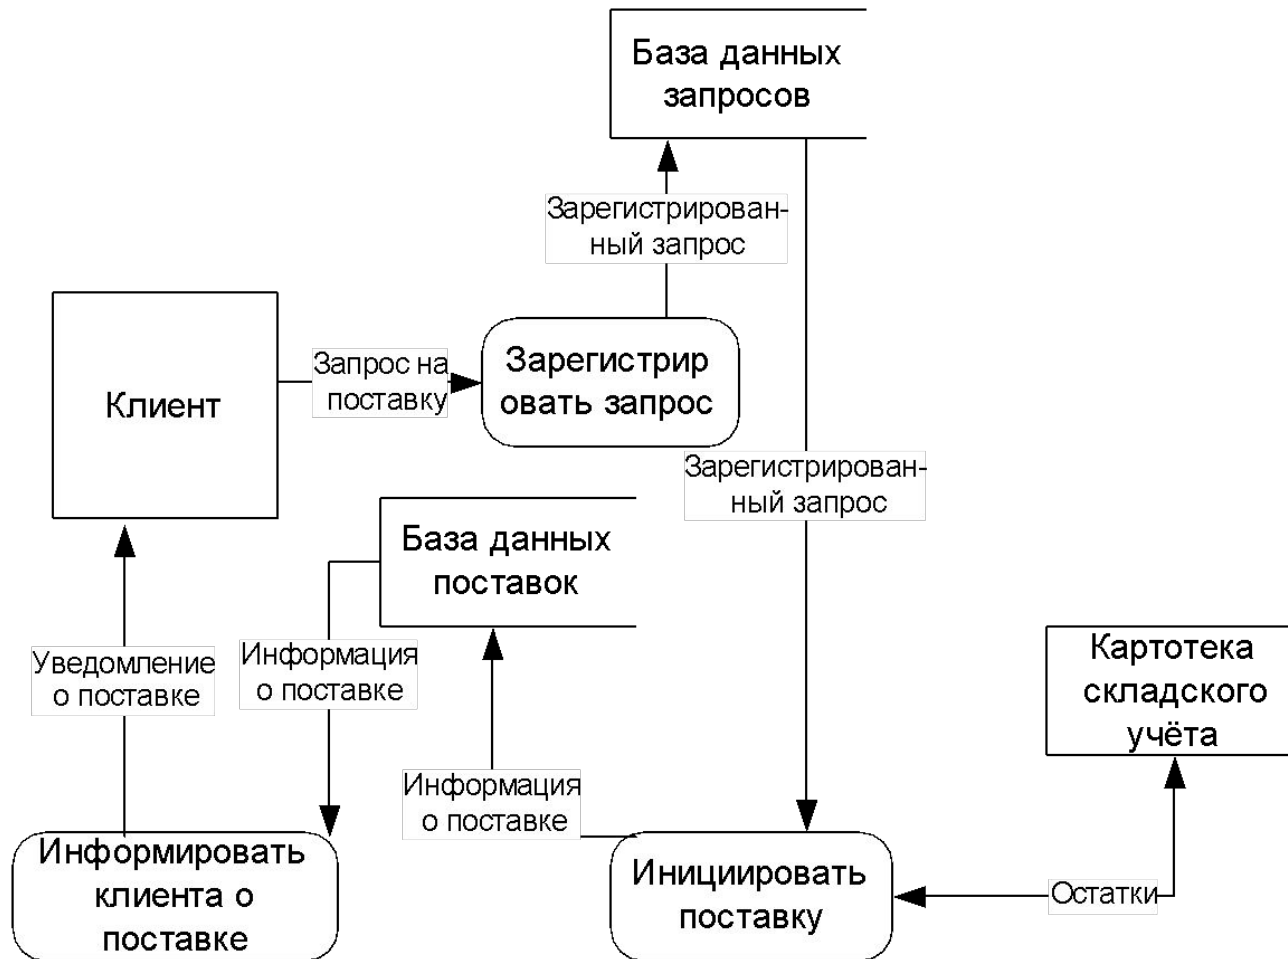 База данных
запросов
Зарегистрирован-
ный запрос
Запрос на
поставку
Зарегистрир
овать запрос
Клиент
Зарегистрирован-
ный запрос
База данных
поставок
Уведомление
о поставке
Информация
о поставке
Картотека
складского
учёта
Информация
о поставке
Информировать
клиента о
поставке
Инициировать
поставку
Остатки